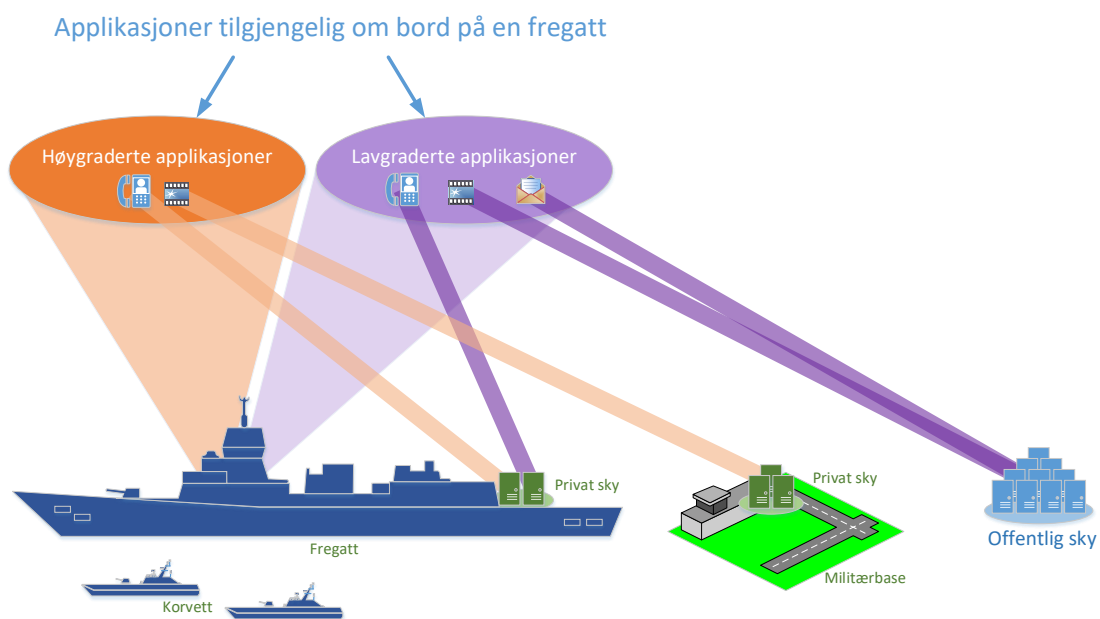 Applikasjoner tilgjengelig om bord på en fregatt
Høygraderte applikasjoner
Lavgraderte applikasjoner
Privat sky
Privat sky
Offentlig sky
Fregatt
Militærbase
Korvett